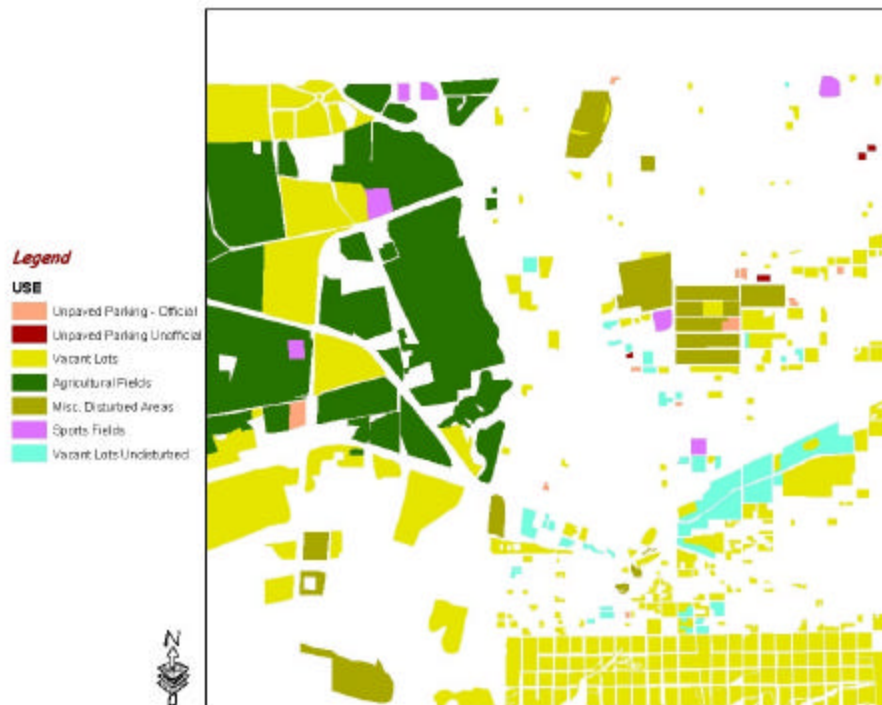 Legend
USE
Unpaved Parking - Official
Unpaved Parking Unofficial
Vacant Lots
Agricultural Fields
Misc. Disturbed Areas
Sports Fields
Vacant Lots Undisturbed
N